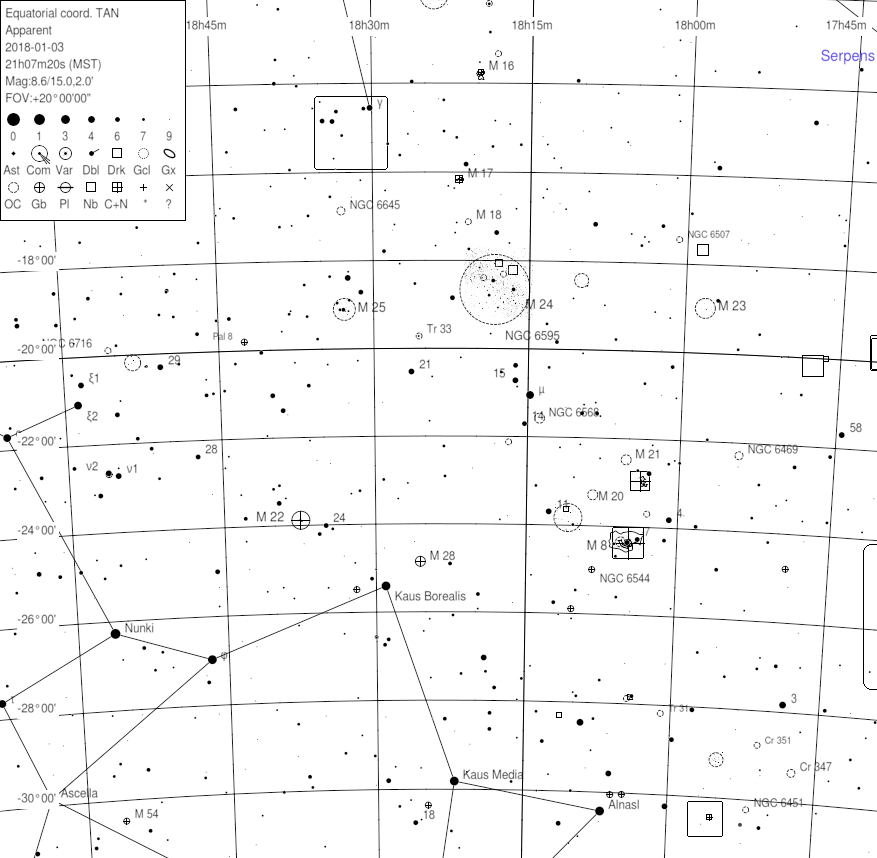 Equatorial coord. TAN
Apparent
2018-01-03
21h07m20s (MST)
Mag:8.6/15.0,2.0'
FOV:+20°00'00"
0 1 3 4 6 7 9
Ast Com Var Dbl Drk Gcl Gx
OC Gb Pl Nb C+N * ?
18h45m 18h30m 18h15m 18h00m 17h45m
Serpens
M 16
γ
M 17
NGC 6645
M 18
NGC 6507
-18°00'
M 25
M 24
M 23
Tr 33
NGC 6595
Pal 8
NGC 6716
-20°00'
29
21
15
ξ1
μ
ξ2
14
NGC 6568
58
-22°00'
28
M 21
NGC 6469
ν2
ν1
M 20
11
4
M 22
24
-24°00'
7
M 8
M 28
NGC 6544
Kaus Borealis
-26°00'
Nunki
φ
τ
-28°00'
3
Tr 31
Cr 351
Cr 347
Kaus Media
-30°00'
Ascella
Alnasl
NGC 6451
M 54
18